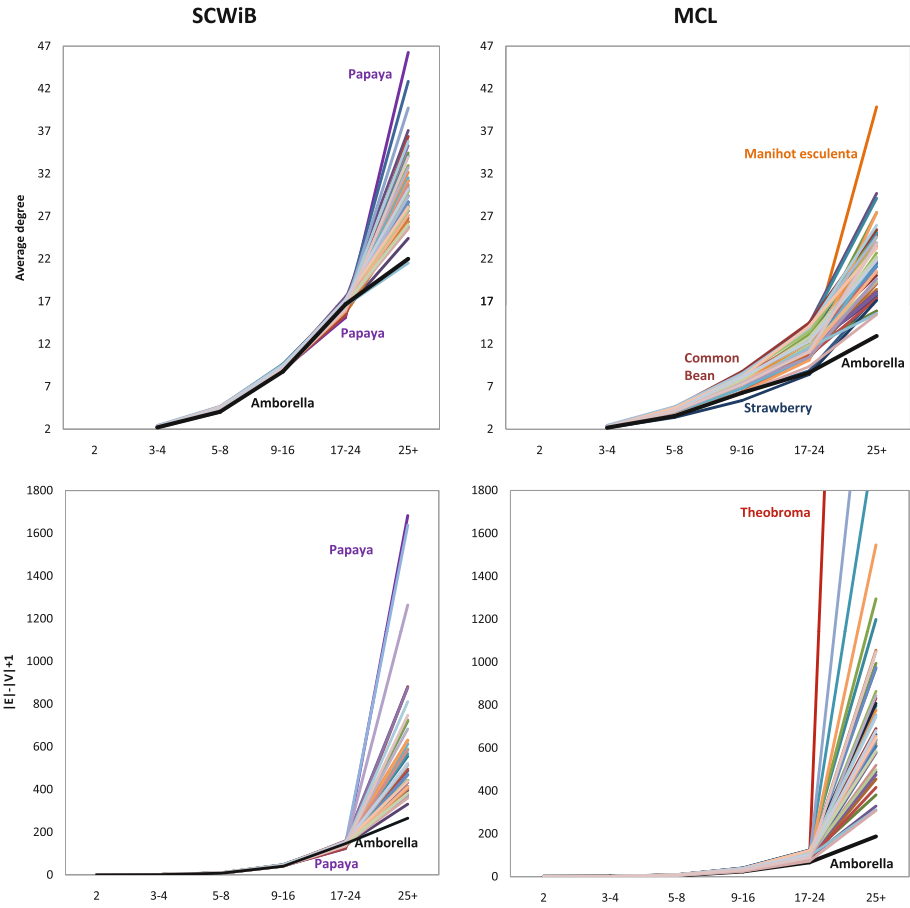 SCWiB
MCL
47
42
37
32
27
22
17
12
7
2
Average degree
Papaya
Papaya
Amborella
2 3-4 5-8 9-16 17-24 25+
47
42
37
32
27
22
17
12
7
2
Manihot esculenta
Common
Bean
Amborella
Strawberry
2 3-4 5-8 9-16 17-24 25+
1800
1600
1400
1200
1000
800
600
400
200
0
|E|-|V|+1
Papaya
Amborella
Papaya
2 3-4 5-8 9-16 17-24 25+
1800
1600
1400
1200
1000
800
600
400
200
0
Theobroma
Amborella
2 3-4 5-8 9-16 17-24 25+